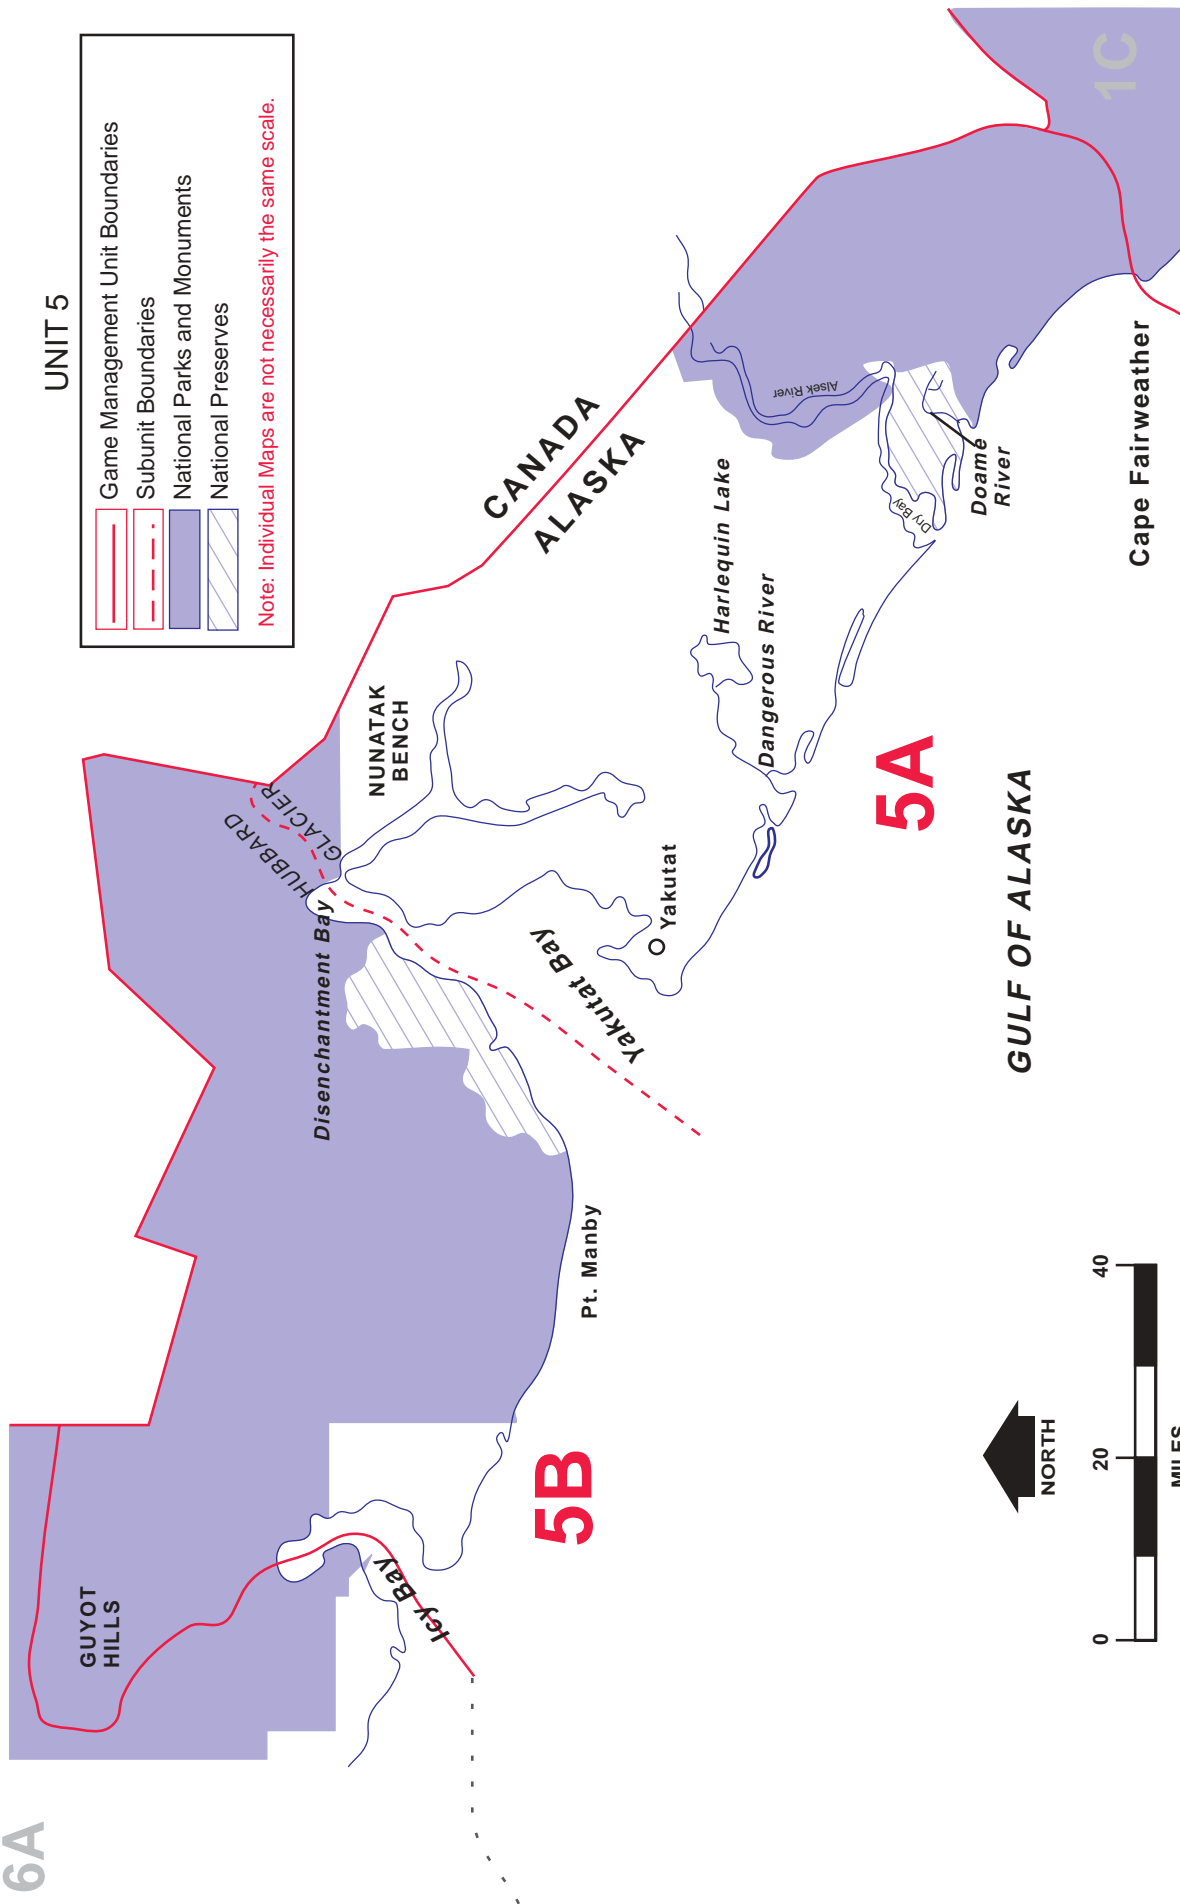 UNIT 5
Game Management Unit Boundaries
Subunit Boundaries
National Parks and Monuments
National Preserves
Note: Individual Maps are not necessarily the same scale.
6A
GUYOT
HILLS
Icy Bay
5B
Pt. Manby
Disenchantment Bay
HUBBARD
GLACIER
NUNATAK
BENCH
Yakutat Bay
Yakutat
CANADA
ALASKA
Harlequin Lake
Dangerous River
5A
Alsek River
Dry Bay
Doame
River
Cape Fairweather
1C
GULF OF ALASKA
NORTH
0
20
40
MILES